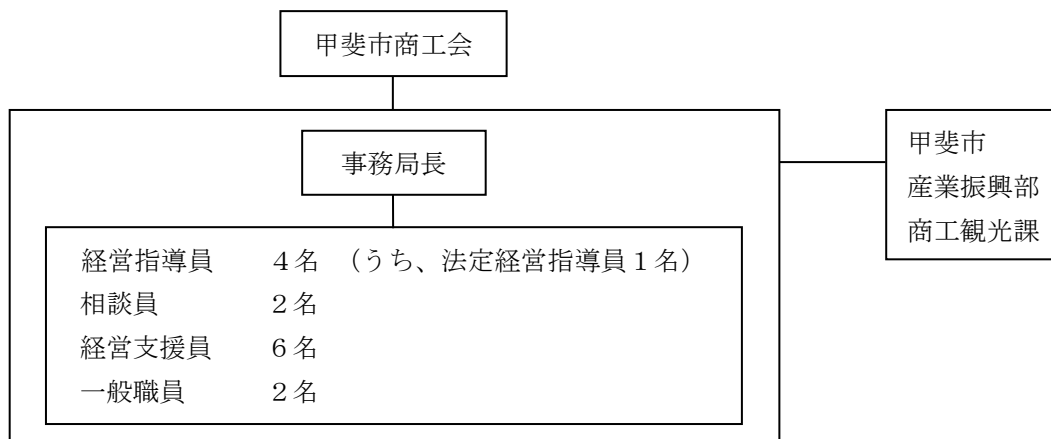 甲斐市商工会
事務局長
甲斐市
産業振興部
商工観光課
経営指導員　　４名　（うち、法定経営指導員１名）
相談員　　　　２名
経営支援員　　６名
一般職員　　　２名